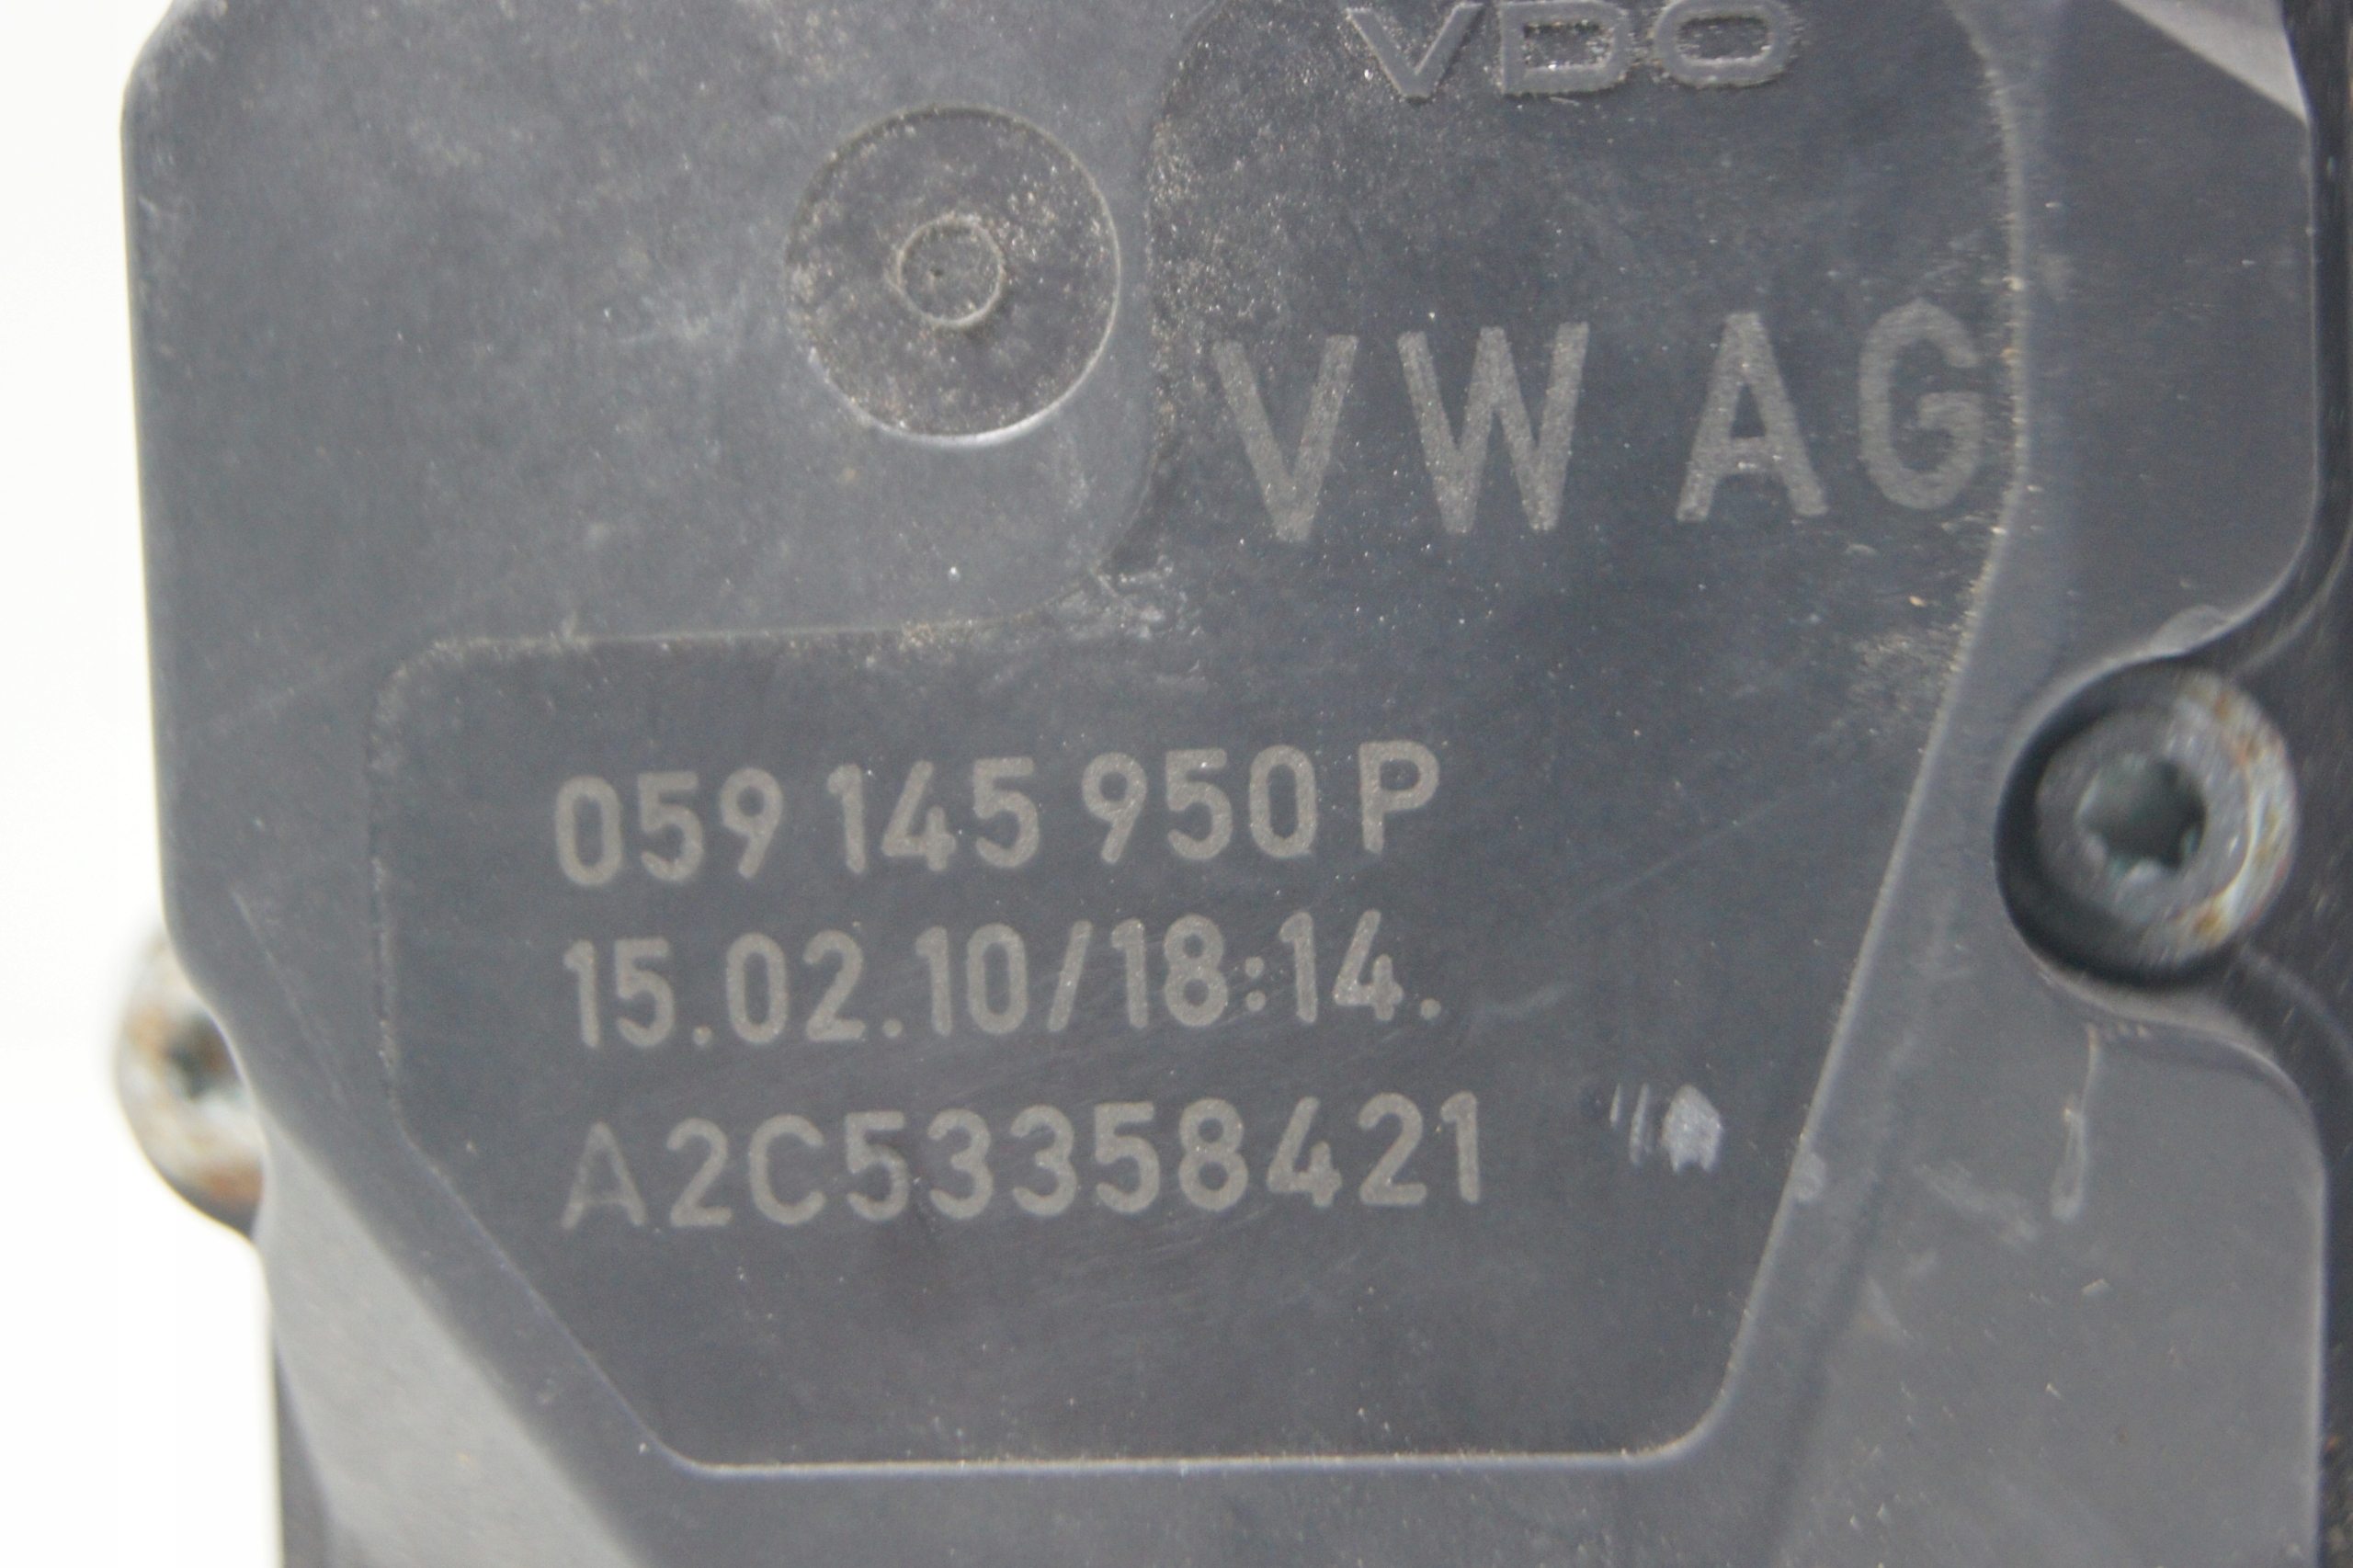 VDO
VW AG
059 145 950 P
15.02.10/18:14.
A2C53358421